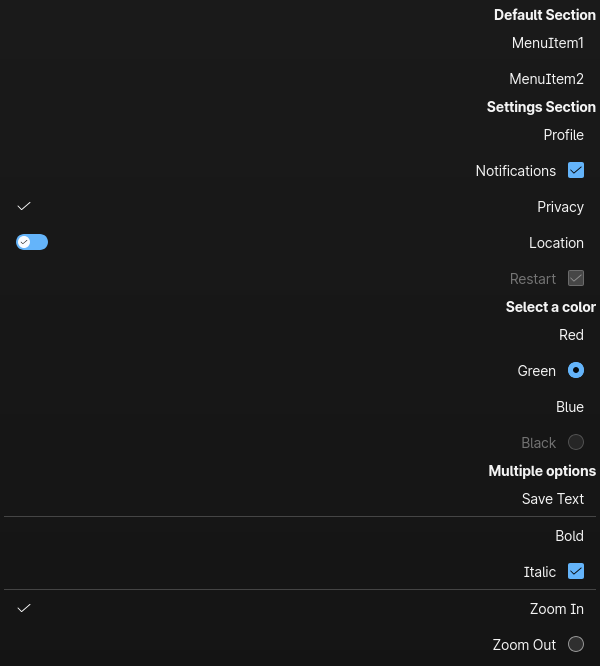 Default Section
MenuItem1
MenuItem2
Settings Section
Profile
Notifications
Privacy
Location
Restart
Select a color
Red
Green
Blue
Black
Multiple options
Save Text
Bold
Italic
Zoom In
Zoom Out